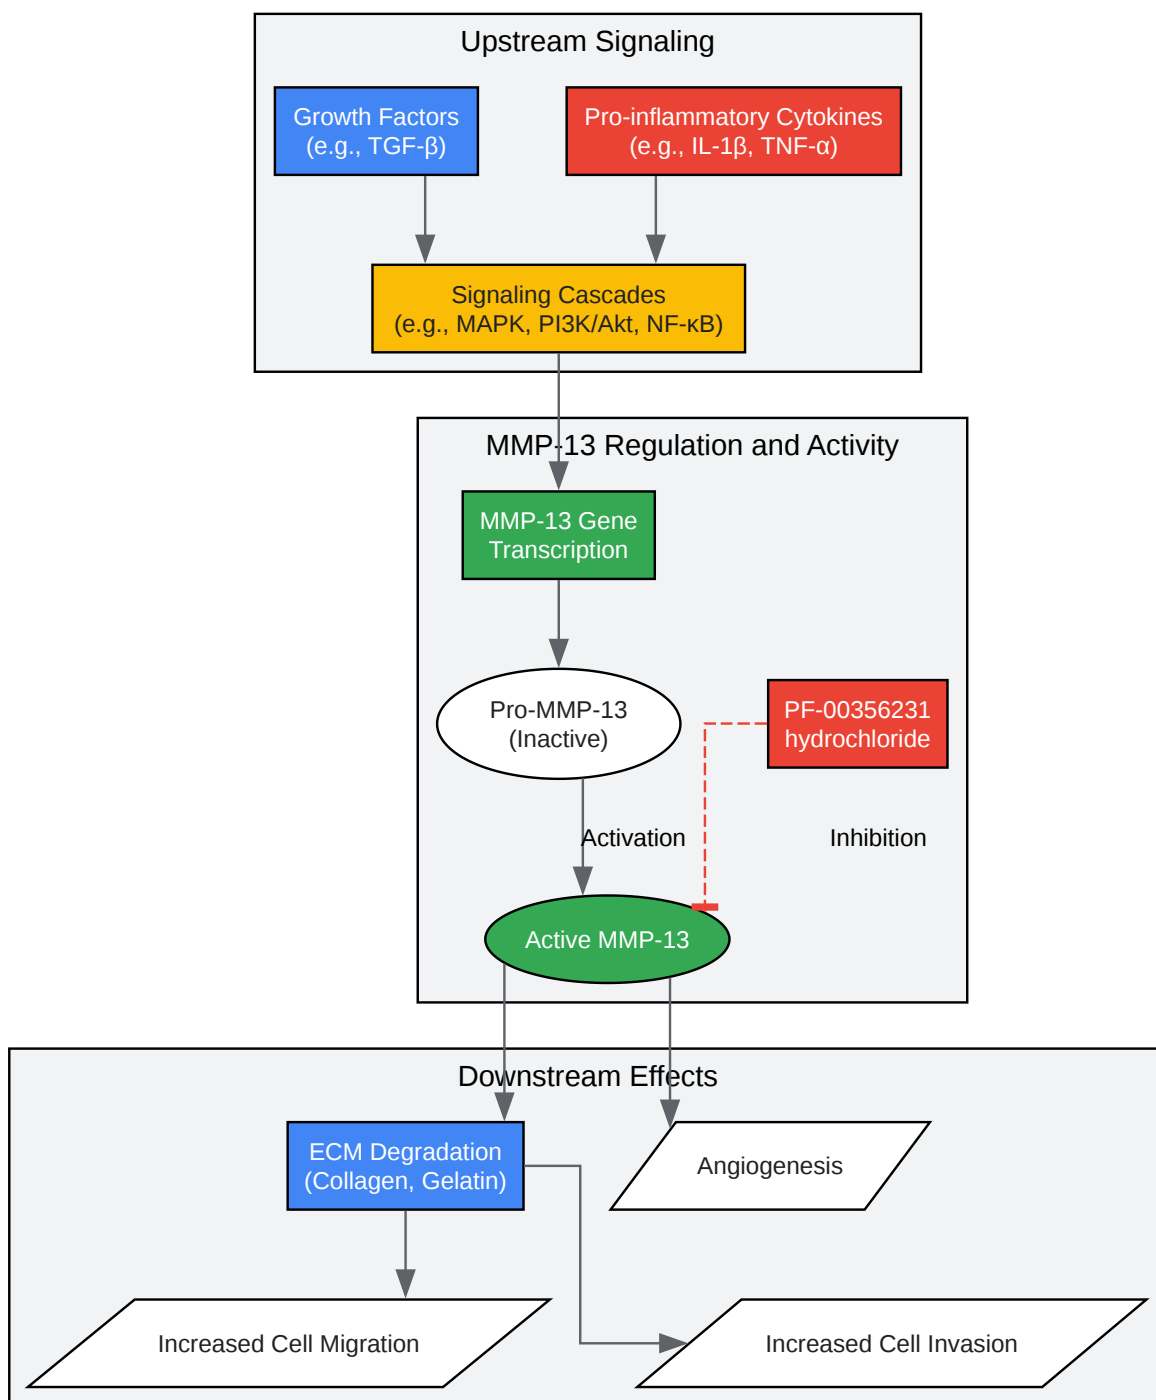 Upstream Signaling
Growth Factors
(e.g., TGF-β)
Pro-inflammatory Cytokines
(e.g., IL-1β, TNF-α)
Signaling Cascades
(e.g., MAPK, PI3K/Akt, NF-κB)
MMP-13 Regulation and Activity
MMP-13 Gene
Transcription
Pro-MMP-13
(Inactive)
PF-00356231
hydrochloride
Activation
Inhibition
Active MMP-13
Downstream Effects
ECM Degradation
(Collagen, Gelatin)
Angiogenesis
Increased Cell Migration
Increased Cell Invasion